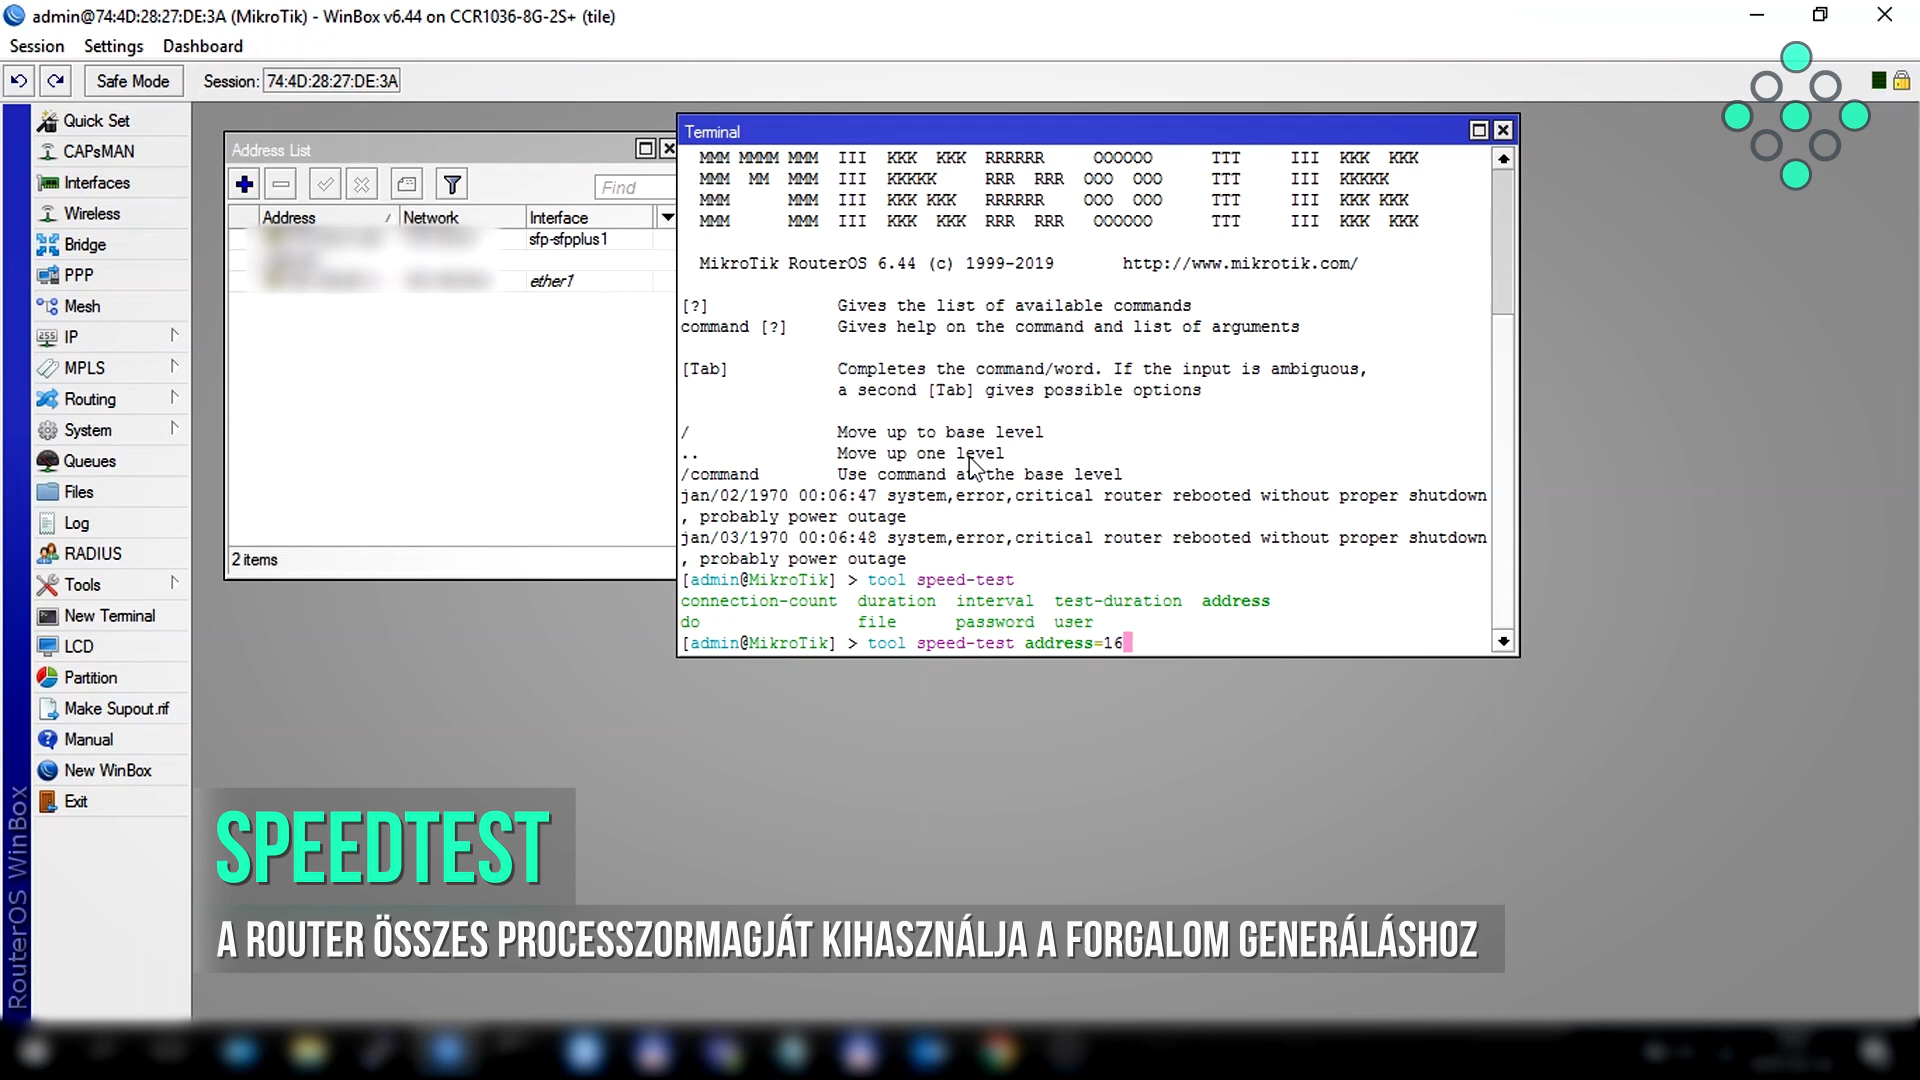 admin@74:4D:28:27:DE:3A (MikroTik) - WinBox v6.44 on CCR1036-8G-2S+ (tile)
Session Settings Dashboard
Safe Mode Session: 74:4D:28:27:DE:3A
Quick Set
CAPsMAN
Interfaces
Wireless
Bridge
PPP
Mesh
255 IP
MPLS
Routing
System
Queues
Files
Log
RADIUS
Tools
New Terminal
LCD
Partition
Make Supout.rif
Manual
New WinBox
Exit
RouterOS WinBox
Address List
Find
Address Network Interface
sfp-sfpplus1
ether1
2 items
Terminal
MMM MMMM MMM III KKK KKK RRRRRR OOOOOO TTT III KKK KKK
MMM MM MMM III KKKKK RRR RRR OOO OOO TTT III KKKKK
MMM MMM III KKK KKK RRRRRR OOO OOO TTT III KKK KKK
MMM MMM III KKK KKK RRR RRR OOOOOO TTT III KKK KKK
MikroTik RouterOS 6.44 (c) 1999-2019 http://www.mikrotik.com/
[?] Gives the list of available commands
command [?] Gives help on the command and list of arguments
[Tab] Completes the command/word. If the input is ambiguous,
a second [Tab] gives possible options
/ Move up to base level
.. Move up one level
/command Use command at the base level
jan/02/1970 00:06:47 system,error,critical router rebooted without proper shutdown
, probably power outage
jan/03/1970 00:06:48 system,error,critical router rebooted without proper shutdown
, probably power outage
[admin@MikroTik] > tool speed-test
connection-count duration interval test-duration address
do file password user
[admin@MikroTik] > tool speed-test address=16
SPEEDTEST
A ROUTER ÖSSZES PROCESSZORMAGJÁT KIHASZNÁLJA A FORGALOM GENERÁLÁSHOZ